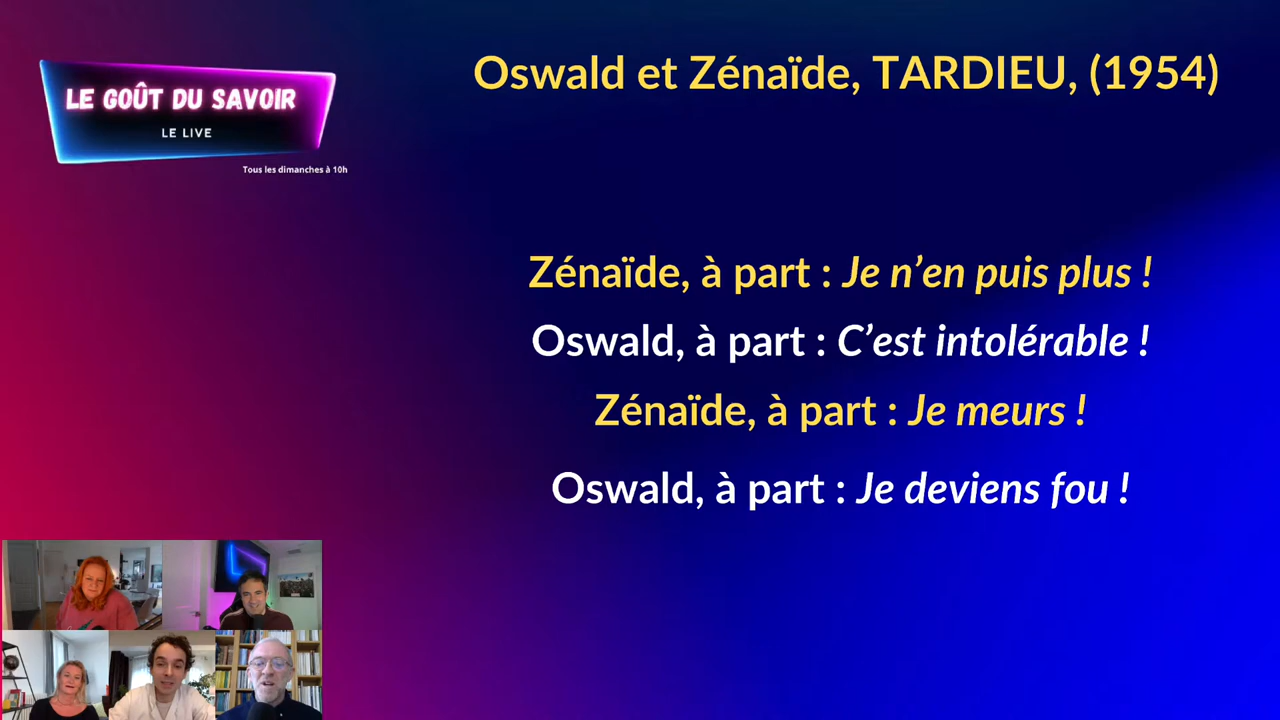 LE GOÛT DU SAVOIR
LE LIVE
Tous les dimanches à 10h
Oswald et Zénaïde, TARDIEU, (1954)
Zénaïde, à part : Je n’en puis plus !
Oswald, à part : C’est intolérable !
Zénaïde, à part : Je meurs !
Oswald, à part : Je deviens fou !